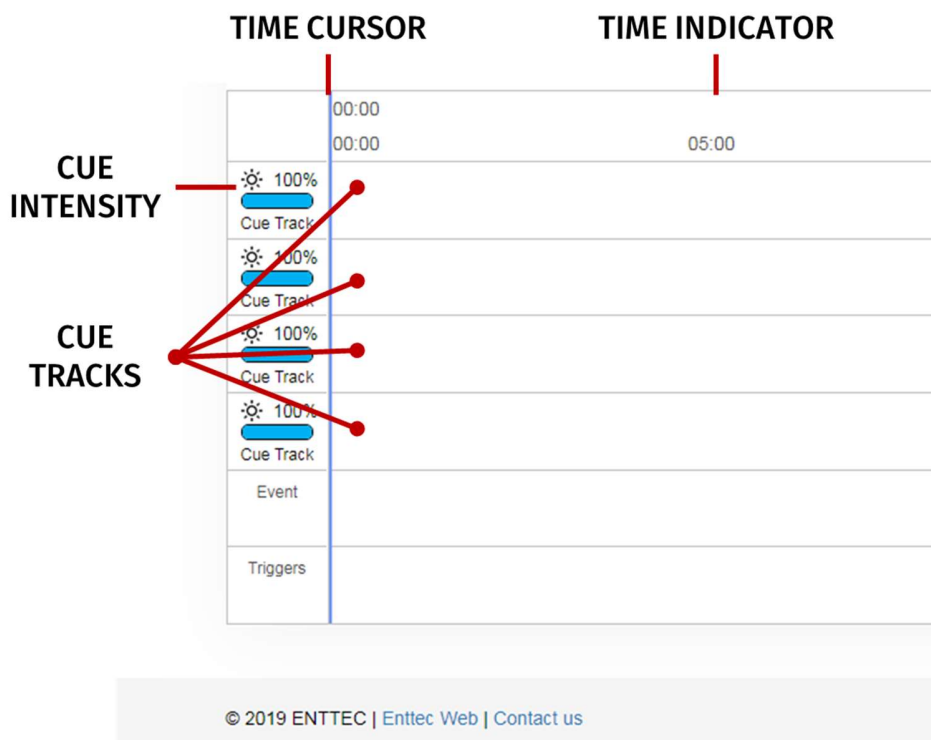 TIME CURSOR TIME INDICATOR
00:00
00:00 05:00
CUE
INTENSITY
100%
Cue Track
100%
Cue Track
CUE
TRACKS
100%
Cue Track
100%
Cue Track
Event
Triggers
© 2019 ENTTEC | Enttec Web | Contact us